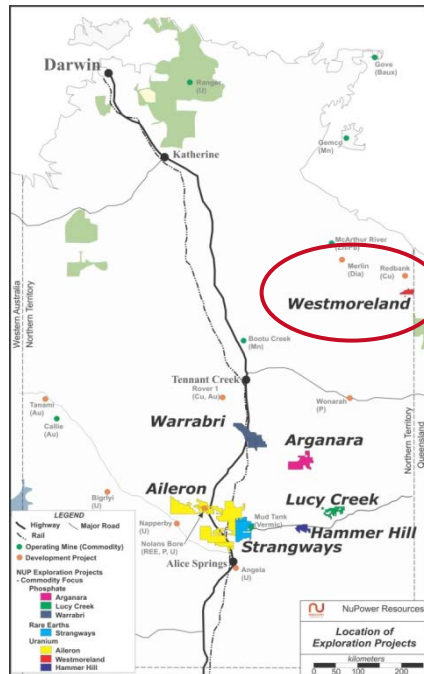 Darwin
Ranger
(U)
Gove
(Baux)
Gemco
(Mn)
Katherine
McArthur River
Merlin
(Dia)
Redbank
(Cu)
Westmoreland
Western Australia
Northern Territory
Northern Territory
Queensland
Bootu Creek
(Mn)
Tennant Creek
Rover 1
(Cu, Au)
Wonarah
(P)
Tanami
(Au)
Callie
(Au)
Warrabri
Arganara
Aileron
Bigrlyi
(U)
Lucy Creek
Napperby
(U)
Mud Tank
(Vermic)
Hammer Hill
Nolans Bore
(REE, P, U)
Strangways
Alice Springs
Angela
(U)
LEGEND
Highway
Major Road
Rail
Operating Mine (Commodity)
Development Project
NUP Exploration Projects
- Commodity Focus
Phosphate
Arganara
Lucy Creek
Warrabri
Rare Earths
Strangways
Uranium
Aileron
Westmoreland
Hammer Hill
NuPower Resources
Location of
Exploration Projects
kilometers
0 50 100 200